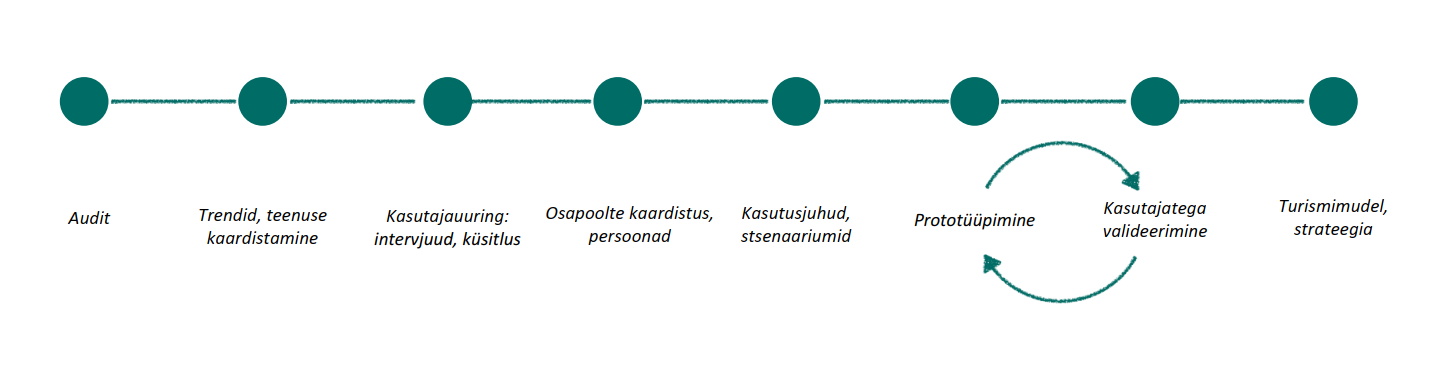 Audit
Trendid, teenuse
kaardistamine
Kasutajauuring:
intervjuud, küsitlus
Osapoolte kaardistus,
persoonad
Kasutusjuhud,
stsenaariumid
Prototüüpimine
Kasutajatega
valideerimine
Turismimudel,
strateegia